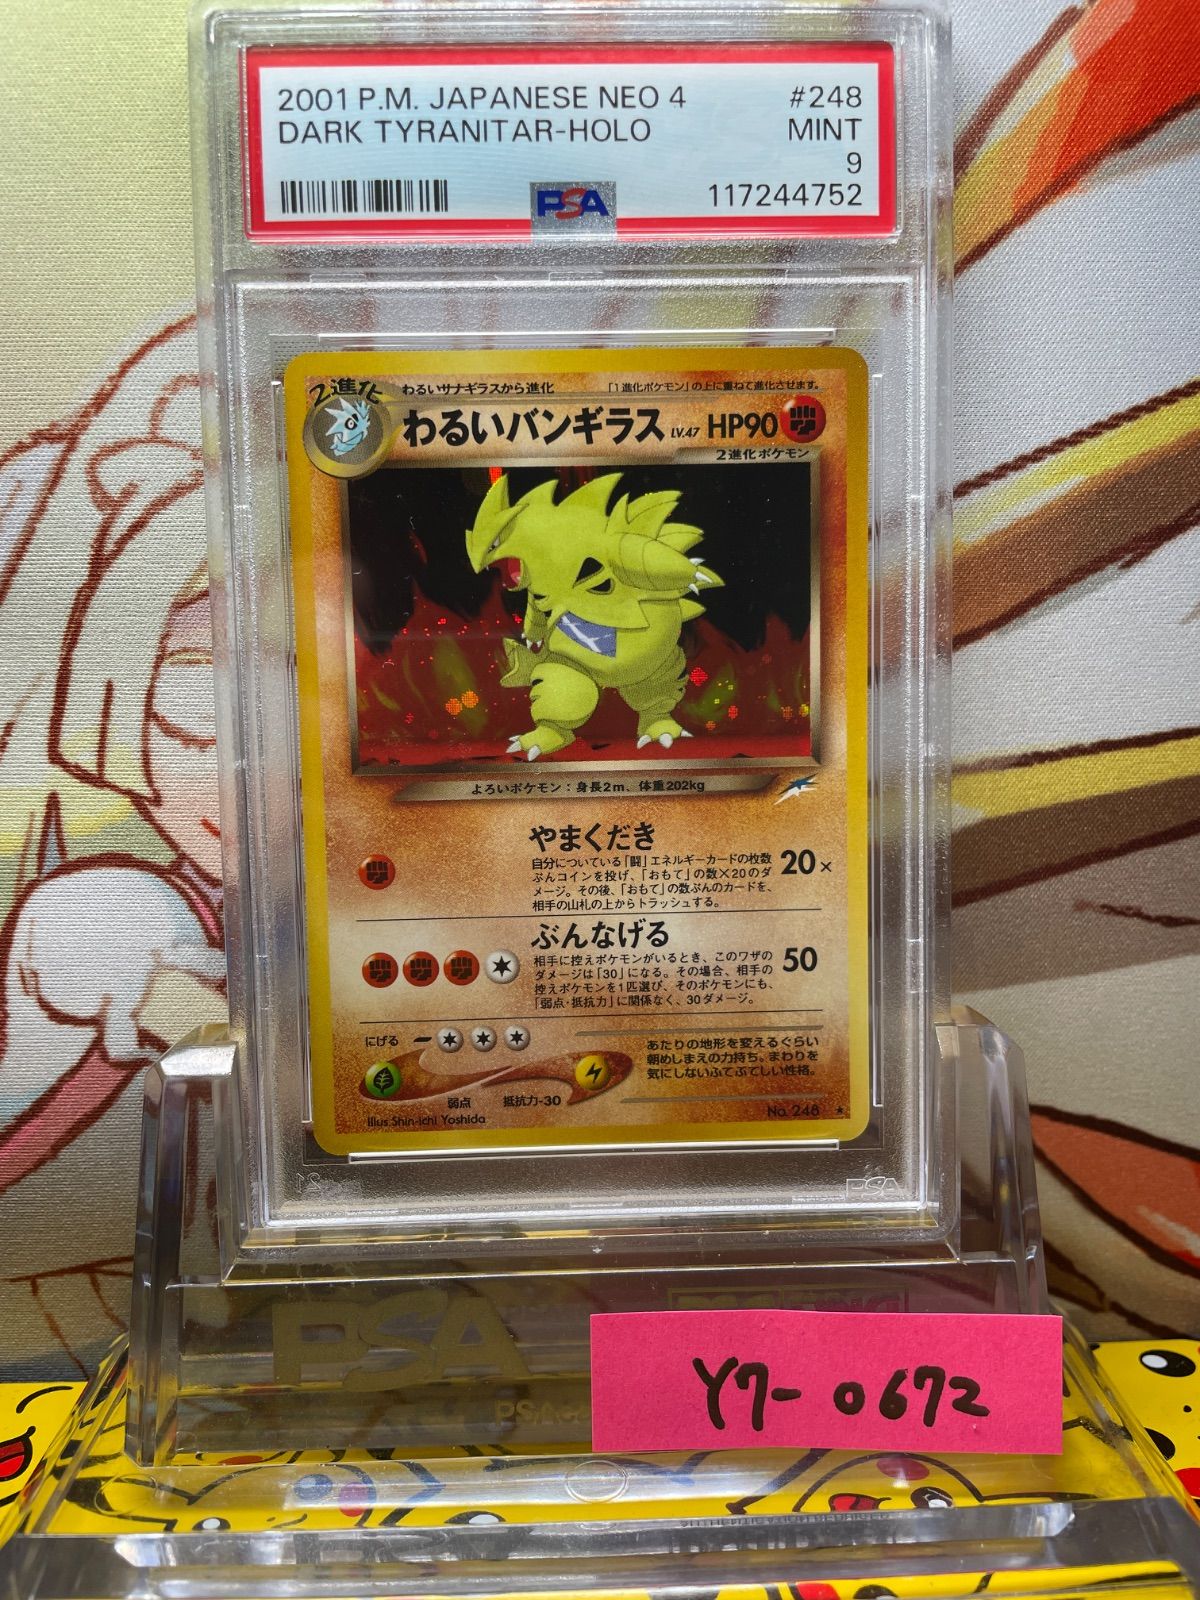 2001 P.M. JAPANESE NEO 4 #248
DARK TYRANITAR-HOLO MINT
9
PSA 117244752
2進化
わるいサナギラスから進化 「1進化ポケモン」の上に重ねて進化させます。
わるいバンギラス LV.47 HP90
2進化ポケモン
よろいポケモン：身長2m、体重202kg
やまくだき
自分についている「闘」エネルギーカードの枚数
ぶんコインを投げ、「おもて」の数×20のダ
メージ。その後、「おもて」の数ぶんのカードを、
相手の山札の上からトラッシュする。
20×
ぶんなげる
相手に控えポケモンがいるとき、このワザの
ダメージは「30」になる。その場合、相手の
控えポケモンを1匹選び、そのポケモンにも、
「弱点・抵抗力」に関係なく、30ダメージ。
50
にげる
弱点 抵抗力-30
あたりの地形を変えるぐらい
朝めしまえの力持ち。まわりを
気にしないふてぶてしい性格。
Illus.Shin-ichi Yoshida
No.248 ★
PSA
PSA
Y7-0672